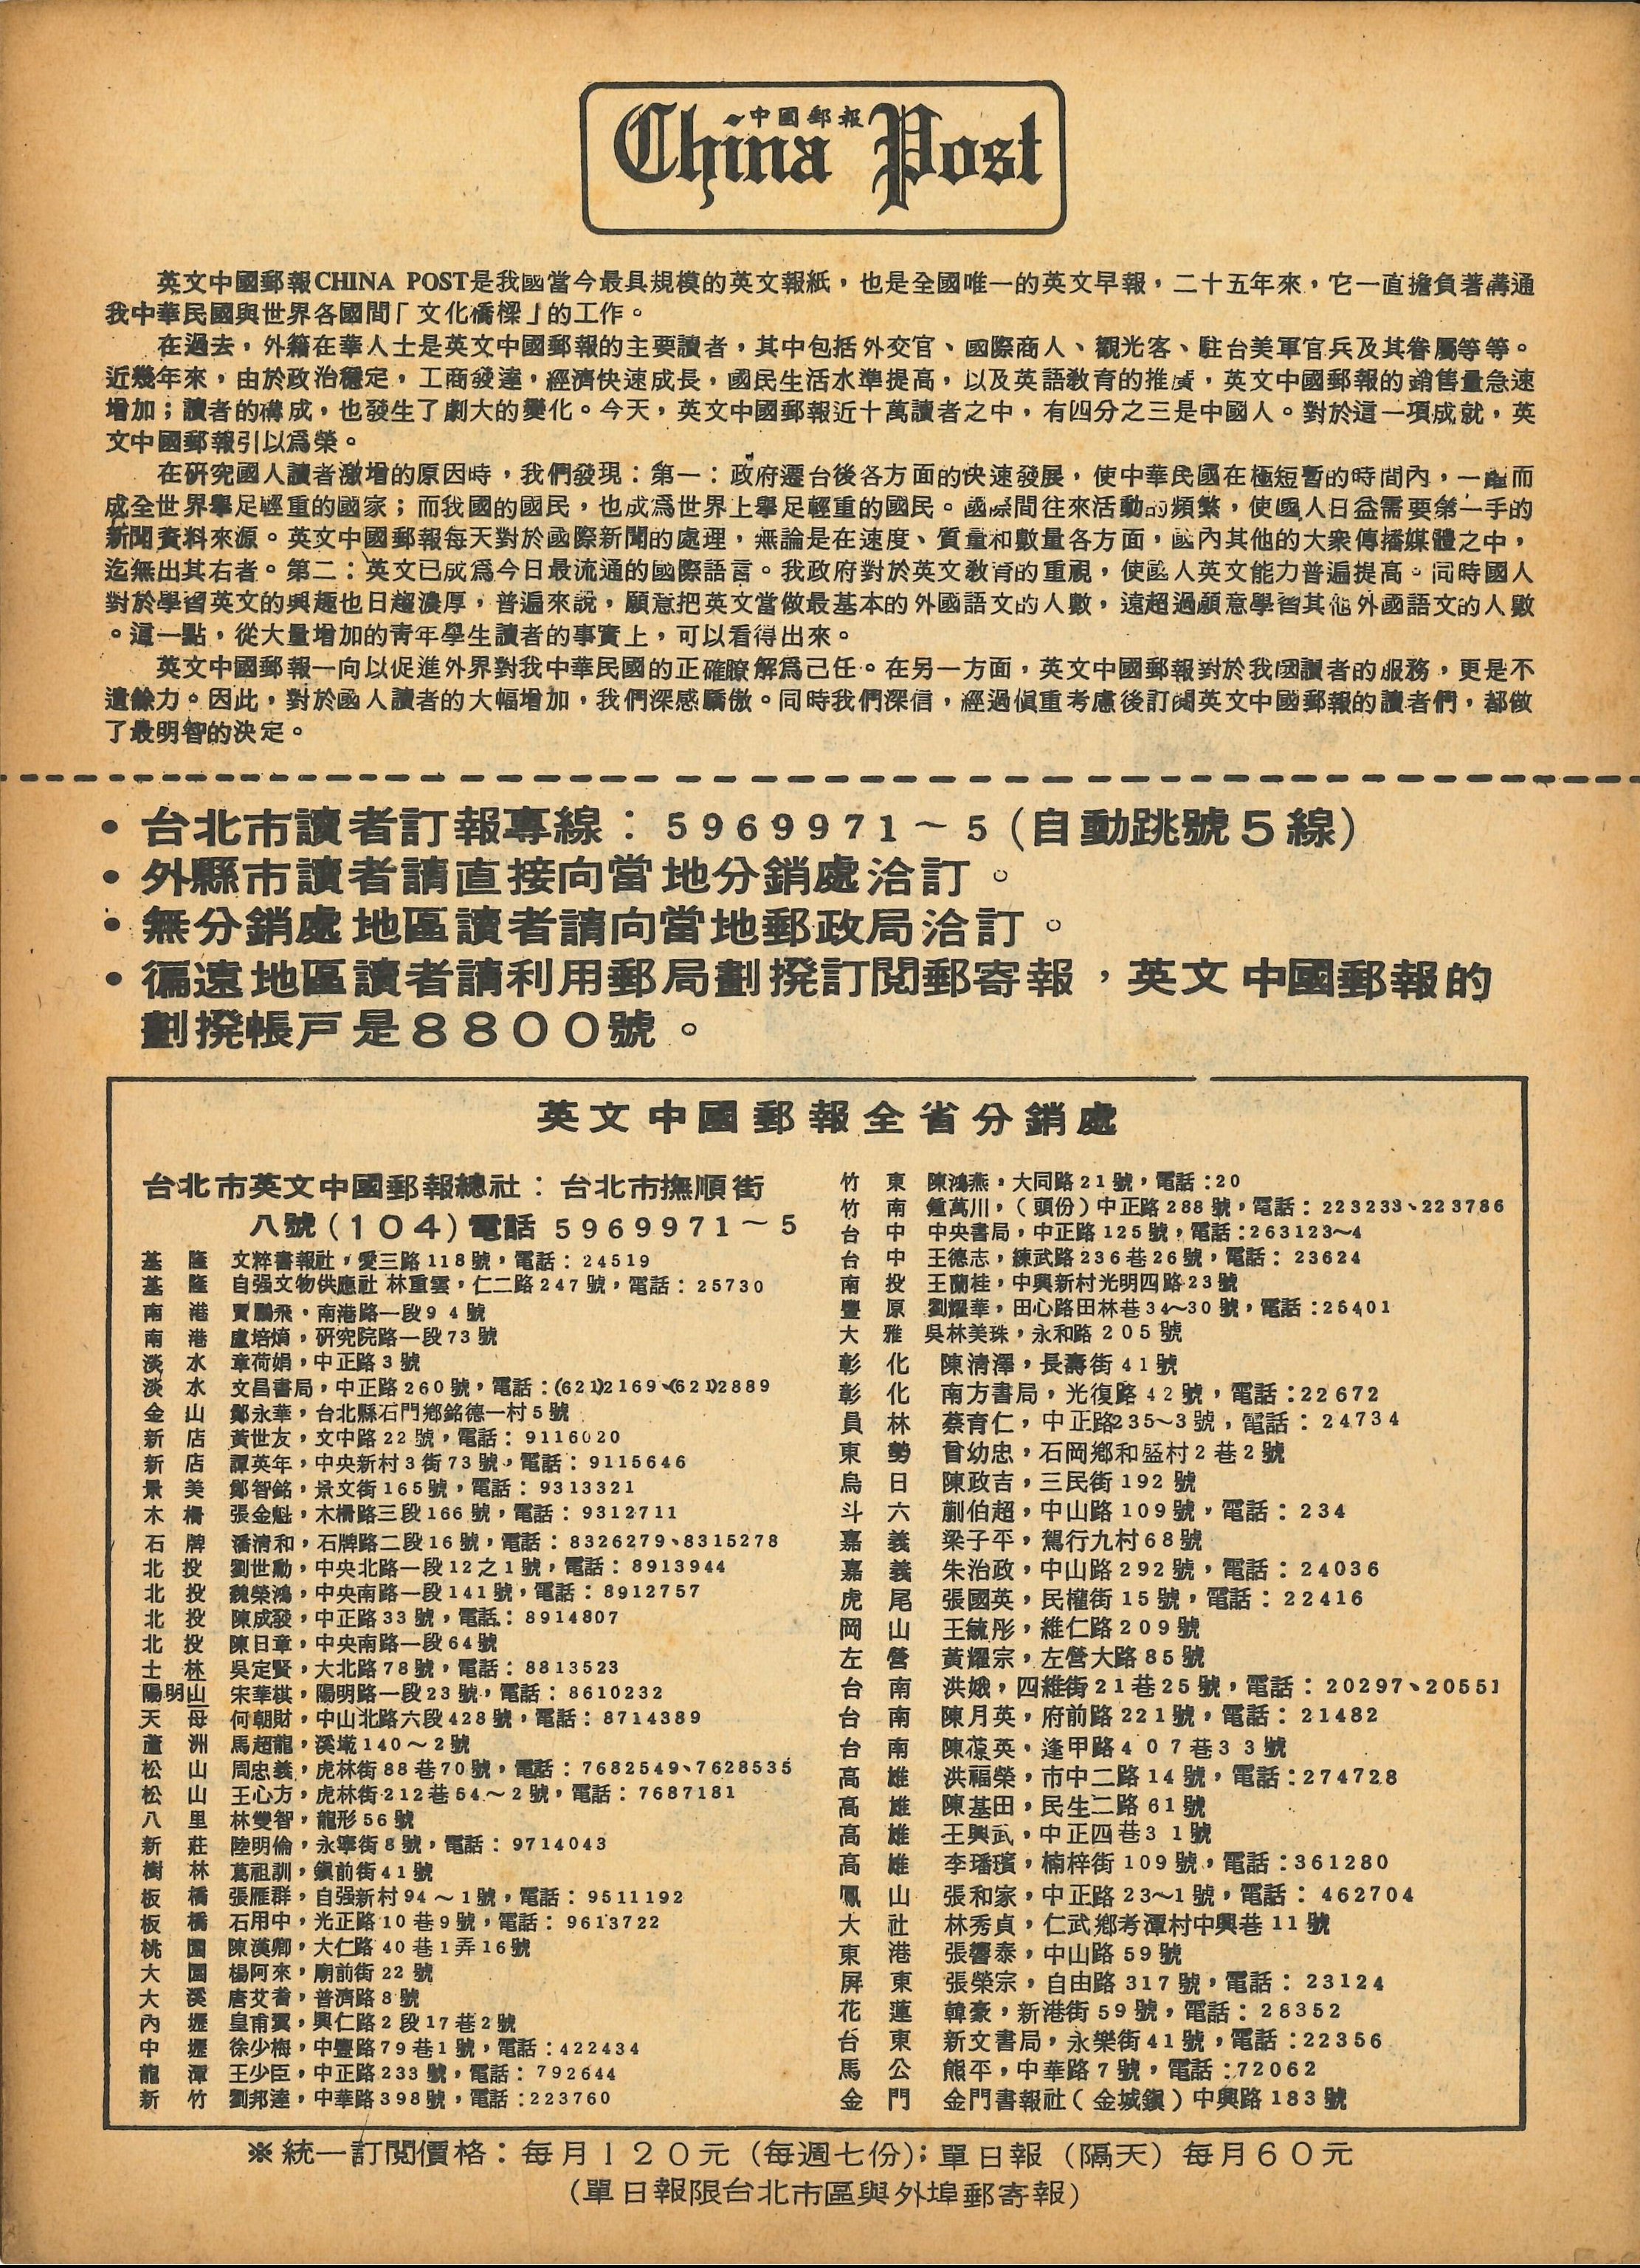 中國郵報
China Post
英文中國郵報CHINA POST是我國當今最具規模的英文報紙，也是全國唯一的英文早報，二十五年來，它一直擔負著溝通
我中華民國與世界各國間「文化橋樑」的工作。
在過去，外籍在華人士是英文中國郵報的主要讀者，其中包括外交官、國際商人、觀光客、駐台美軍官兵及其眷屬等等。
近幾年來，由於政治穩定，工商發達，經濟快速成長，國民生活水準提高，以及英語教育的推廣，英文中國郵報的銷售量急速
增加；讀者的構成，也發生了劇大的變化。今天，英文中國郵報近十萬讀者之中，有四分之三是中國人。對於這一項成就，英
文中國郵報引以爲榮。
在研究國人讀者激增的原因時，我們發現：第一：政府遷台後各方面的快速發展，使中華民國在極短暫的時間內，一躍而
成全世界舉足輕重的國家；而我國的國民，也成爲世界上舉足輕重的國民。國際間往來活動的頻繁，使國人日益需要第一手的
新聞資料來源。英文中國郵報每天對於國際新聞的處理，無論是在速度、質量和數量各方面，國內其他的大衆傳播媒體之中，
迄無出其右者。第二：英文已成爲今日最流通的國際語言。我政府對於英文教育的重視，使國人英文能力普遍提高。同時國人
對於學習英文的興趣也日趨濃厚，普遍來說，願意把英文當做最基本的外國語文的人數，遠超過願意學習其他外國語文的人數
。這一點，從大量增加的青年學生讀者的事實上，可以看得出來。
英文中國郵報一向以促進外界對我中華民國的正確瞭解爲己任。在另一方面，英文中國郵報對於我國讀者的服務，更是不
遺餘力。因此，對於國人讀者的大幅增加，我們深感驕傲。同時我們深信，經過愼重考慮後訂閱英文中國郵報的讀者們，都做
了最明智的決定。
• 台北市讀者訂報專線：5969971～5(自動跳號5線)
• 外縣市讀者請直接向當地分銷處洽訂。
• 無分銷處地區讀者請向當地郵政局洽訂。
• 徧遠地區讀者請利用郵局劃撥訂閱郵寄報，英文中國郵報的
劃撥帳戶是8800號。
英文中國郵報全省分銷處
台北市英文中國郵報總社：台北市撫順街
八號(104)電話5969971～5
基隆 文粹書報社，愛三路118號，電話：24519
基隆 自强文物供應社 林重雲，仁二路247號，電話：25730
南港 賈鵬飛，南港路一段94號
南港 盧培煩，研究院路一段73號
淡水 章荷娟，中正路3號
淡水 文昌書局，中正路260號，電話：(621)2169、(621)2889
金山 鄭永華，台北縣石門鄉銘德一村5號
新店 黃世友，文中路22號，電話：9116020
新店 譚英年，中央新村3街73號，電話：9115646
景美 鄭智銘，景文街165號，電話：9313321
木柵 張金魁，木柵路三段166號，電話：9312711
石牌 潘清和，石牌路二段16號，電話：8326279、8315278
北投 劉世勳，中央北路一段12之1號，電話：8913944
北投 魏榮鴻，中央南路一段141號，電話：8912757
北投 陳成發，中正路33號，電話：8914807
北投 陳日章，中央南路一段64號
士林 吳定賢，大北路78號，電話：8813523
陽明山 宋華棋，陽明路一段23號，電話：8610232
天母 何朝財，中山北路六段428號，電話：8714389
蘆洲 馬超龍，溪墘140～2號
松山 周忠義，虎林街88巷70號，電話：7682549、7628535
松山 王心方，虎林街212巷54～2號，電話：7687181
八里 林雙智，龍形56號
新莊 陸明倫，永寧街8號，電話：9714043
樹林 葛祖訓，鎭前街41號
板橋 張雁群，自强新村94～1號，電話：9511192
板橋 石用中，光正路10巷9號，電話：9613722
桃園 陳漢卿，大仁路40巷1弄16號
大園 楊阿來，廟前街22號
大溪 唐艾耆，普濟路8號
內壢 皇甫翼，興仁路2段17巷2號
中壢 徐少梅，中豐路79巷1號，電話：422434
龍潭 王少臣，中正路233號，電話：792644
新竹 劉邦達，中華路398號，電話：223760
竹東 陳鴻燕，大同路21號，電話：20
竹南 鍾萬川，(頭份)中正路288號，電話：223233、223786
台中 中央書局，中正路125號，電話：263123～4
台中 王德志，練武路236巷26號，電話：23624
南投 王蘭桂，中興新村光明四路23號
豐原 劉耀華，田心路田林巷34～30號，電話：25401
大雅 吳林美珠，永和路205號
彰化 陳清澤，長壽街41號
彰化 南方書局，光復路42號，電話：22672
員林 蔡育仁，中正路235～3號，電話：24734
東勢 曾幼忠，石岡鄉和盛村2巷2號
烏日 陳政吉，三民街192號
斗六 蒯伯超，中山路109號，電話：234
嘉義 梁子平，駕行九村68號
嘉義 朱治政，中山路292號，電話：24036
虎尾 張國英，民權街15號，電話：22416
岡山 王毓彤，維仁路209號
左營 黃耀宗，左營大路85號
台南 洪娥，四維街21巷25號，電話：20297、20551
台南 陳月英，府前路221號，電話：21482
台南 陳葆英，逢甲路407巷33號
高雄 洪福榮，市中二路14號，電話：274728
高雄 陳基田，民生二路61號
高雄 王興武，中正四巷31號
高雄 李璠璸，楠梓街109號，電話：361280
鳳山 張和家，中正路23～1號，電話：462704
大社 林秀貞，仁武鄉考潭村中興巷11號
東港 張響泰，中山路59號
屏東 張榮宗，自由路317號，電話：23124
花蓮 韓豪，新港街59號，電話：28352
台東 新文書局，永樂街41號，電話：22356
馬公 熊平，中華路7號，電話：72062
金門 金門書報社(金城鎭)中興路183號
※統一訂閱價格：每月120元(每週七份)；單日報(隔天)每月60元
(單日報限台北市區與外埠郵寄報)